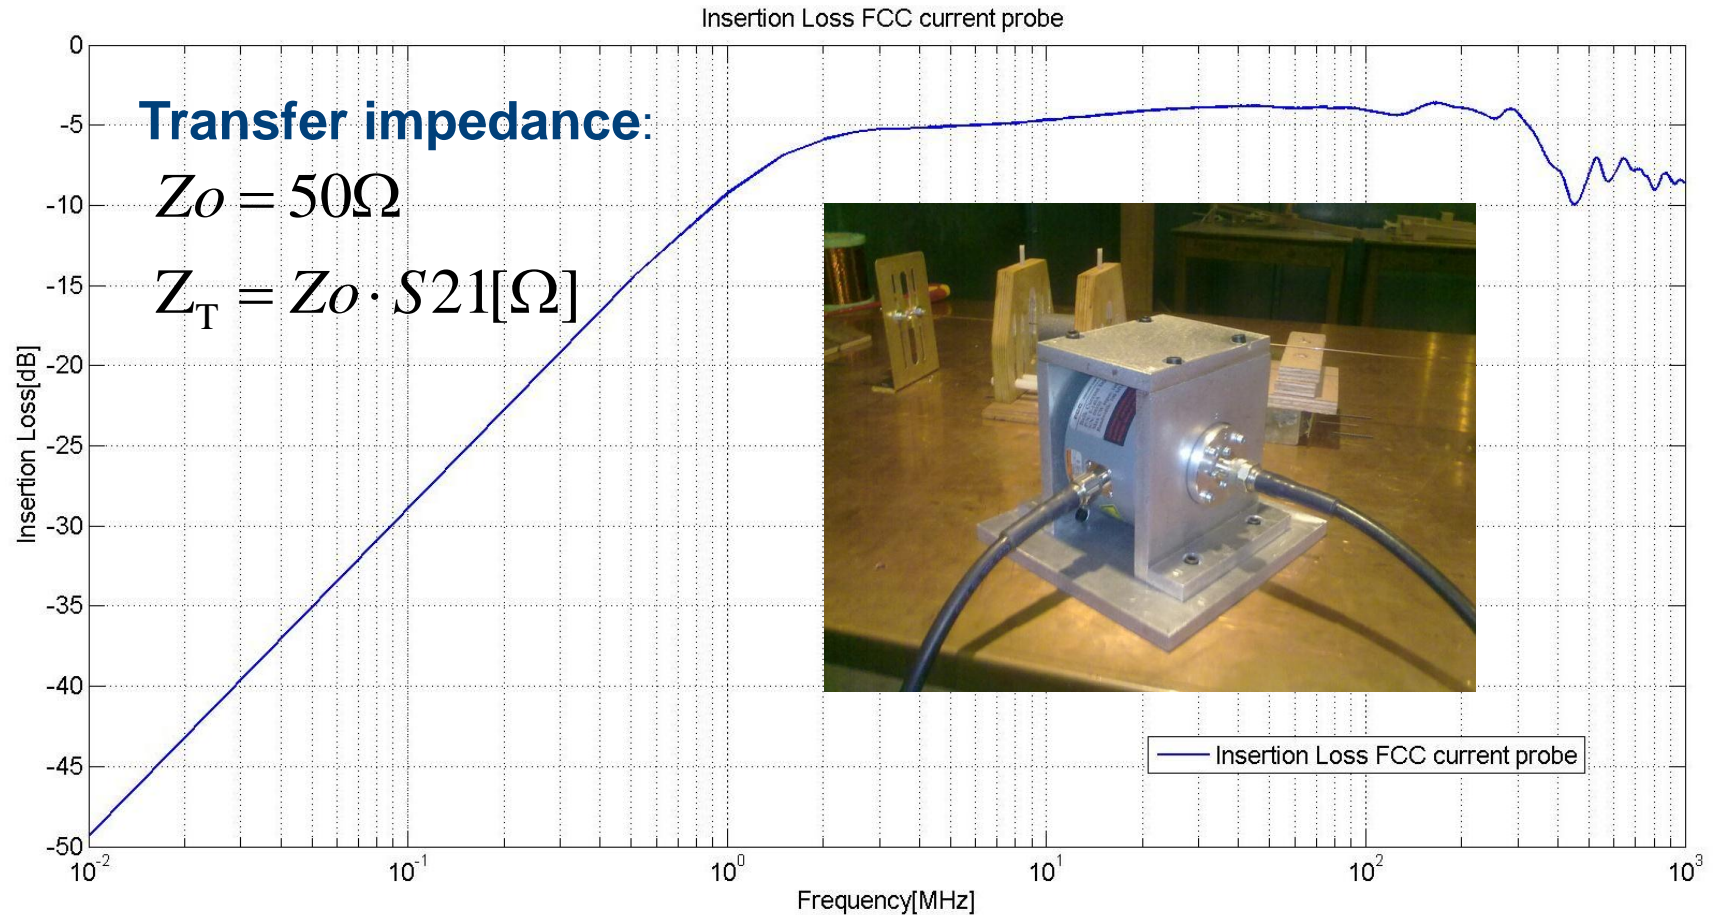 Insertion Loss FCC current probe
Transfer impedance:
Zo = 50Ω
Z_T = Zo · S21[Ω]
0
-5
-10
-15
-20
-25
-30
-35
-40
-45
-50
Insertion Loss[dB]
Insertion Loss FCC current probe
10^-2
10^-1
10^0
10^1
10^2
10^3
Frequency[MHz]